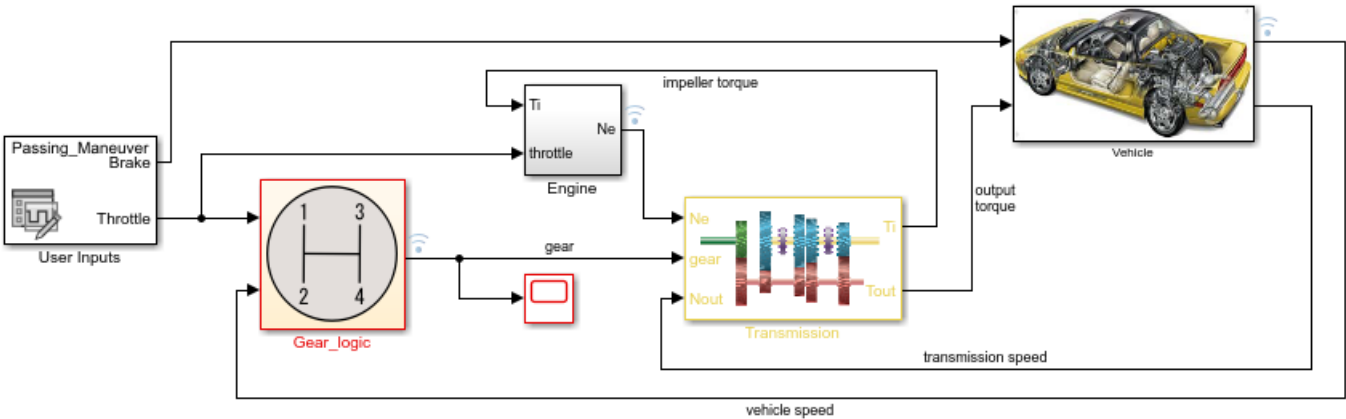 impeller torque
Ti
Ne
throttle
Engine
Passing_Maneuver
Brake
Throttle
User Inputs
1 3
2 4
Gear_logic
gear
Ne
gear
Nout
Ti
Tout
Transmission
output
torque
Vehicle
transmission speed
vehicle speed